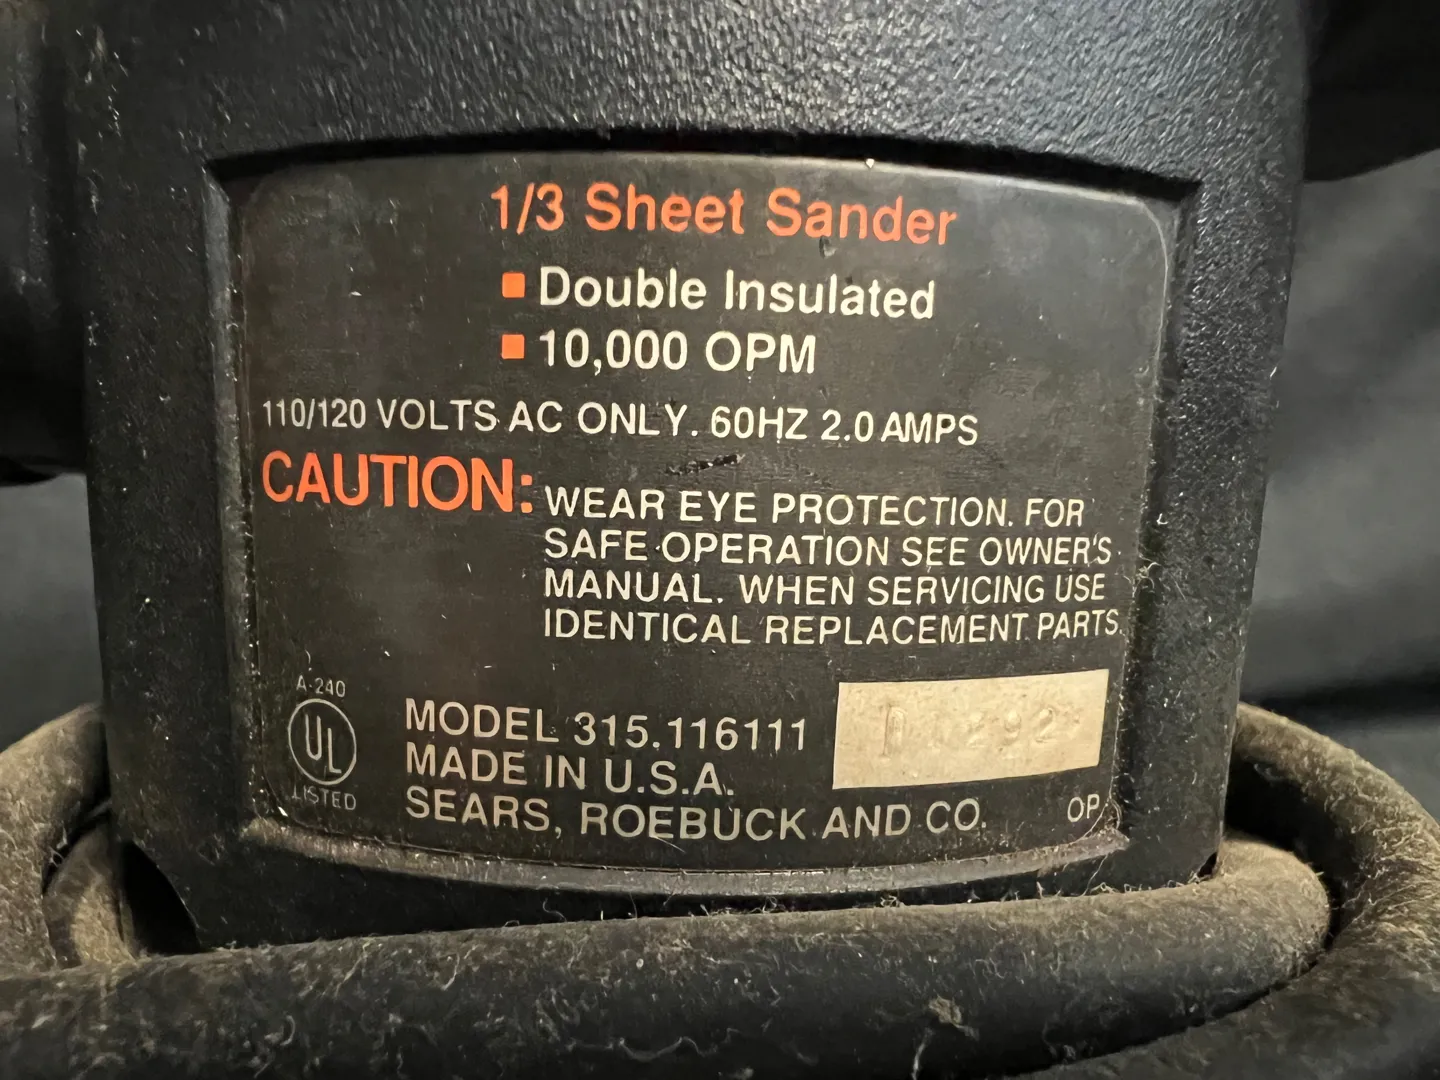 1/3 Sheet Sander
Double Insulated
10,000 OPM
110/120 VOLTS AC ONLY. 60HZ 2.0 AMPS
CAUTION: WEAR EYE PROTECTION. FOR
SAFE OPERATION SEE OWNER'S
MANUAL. WHEN SERVICING USE
IDENTICAL REPLACEMENT PARTS.
A-240
UL
LISTED
MODEL 315.116111
MADE IN U.S.A.
SEARS, ROEBUCK AND CO.
OP